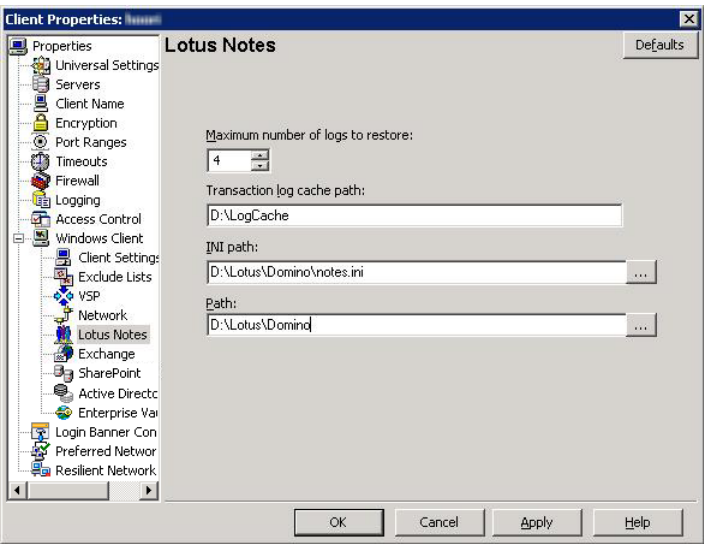 Client Properties:
Properties
Universal Settings
Servers
Client Name
Encryption
Port Ranges
Timeouts
Firewall
Logging
Access Control
Windows Client
Client Settings
Exclude Lists
VSP
Network
Lotus Notes
Exchange
SharePoint
Active Directc
Enterprise Vau
Login Banner Con
Preferred Networ
Resilient Network
Lotus Notes
Defaults
Maximum number of logs to restore:
4
Transaction log cache path:
D:\LogCache
INI path:
D:\Lotus\Domino\notes.ini
...
Path:
D:\Lotus\Domino
...
OK
Cancel
Apply
Help